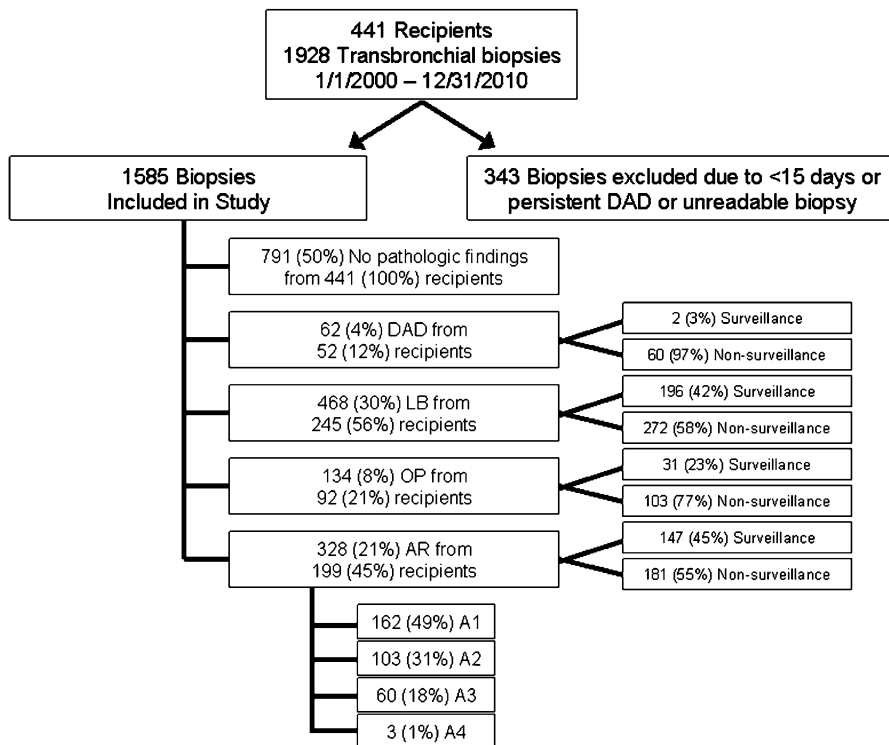 441 Recipients
1928 Transbronchial biopsies
1/1/2000 – 12/31/2010
1585 Biopsies
Included in Study
343 Biopsies excluded due to <15 days or
persistent DAD or unreadable biopsy
791 (50%) No pathologic findings
from 441 (100%) recipients
62 (4%) DAD from
52 (12%) recipients
2 (3%) Surveillance
60 (97%) Non-surveillance
468 (30%) LB from
245 (56%) recipients
196 (42%) Surveillance
272 (58%) Non-surveillance
134 (8%) OP from
92 (21%) recipients
31 (23%) Surveillance
103 (77%) Non-surveillance
328 (21%) AR from
199 (45%) recipients
147 (45%) Surveillance
181 (55%) Non-surveillance
162 (49%) A1
103 (31%) A2
60 (18%) A3
3 (1%) A4